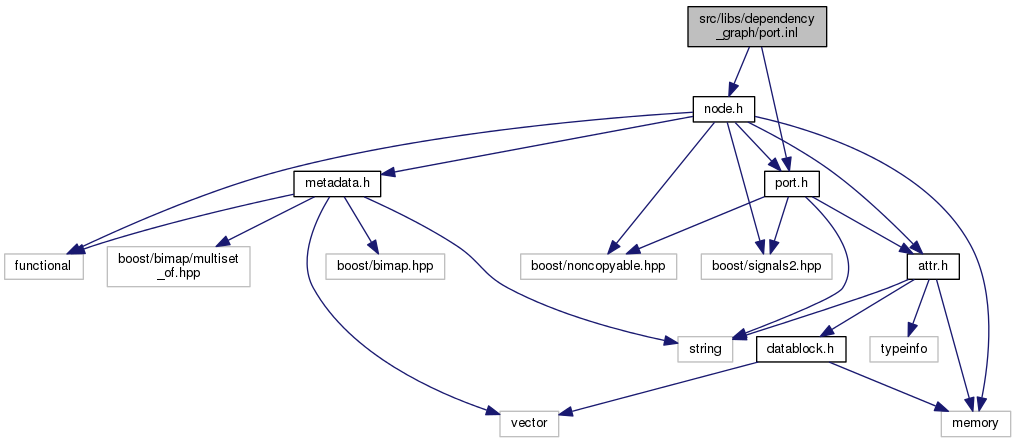 src/libs/dependency
_graph/port.inl
node.h
metadata.h
port.h
functional
boost/bimap/multiset
_of.hpp
boost/bimap.hpp
boost/noncopyable.hpp
boost/signals2.hpp
attr.h
string
datablock.h
typeinfo
vector
memory